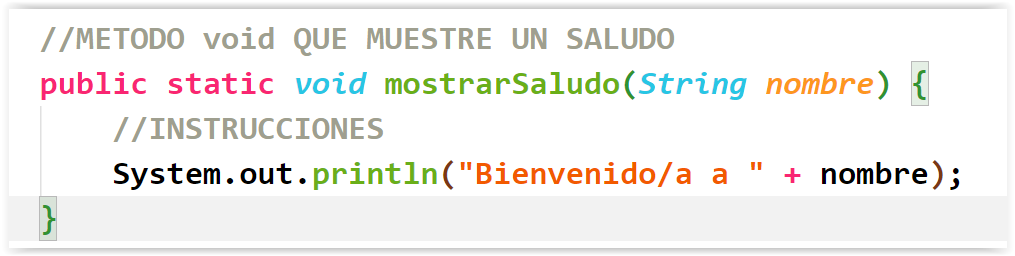 //METODO void QUE MUESTRE UN SALUDO
public static void mostrarSaludo(String nombre) {
//INSTRUCCIONES
System.out.println("Bienvenido/a a " + nombre);
}